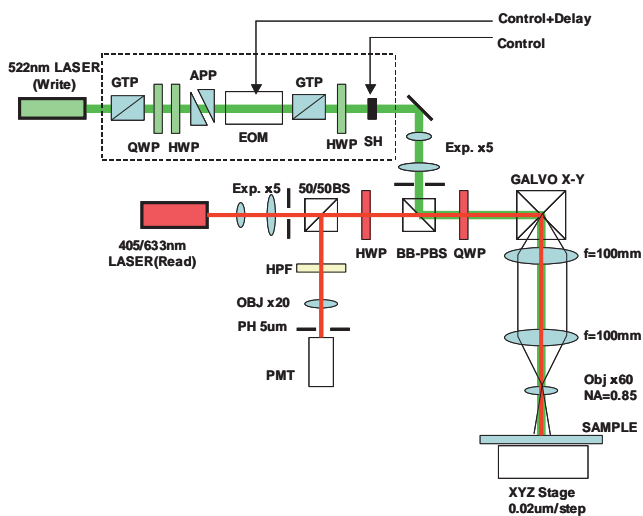 Control+Delay
Control
522nm LASER
(Write)
GTP
APP
GTP
QWP
HWP
EOM
HWP
SH
Exp. x5
GALVO X-Y
Exp. x5
50/50BS
405/633nm
LASER(Read)
HWP
BB-PBS
QWP
f=100mm
HPF
OBJ x20
PH 5um
f=100mm
PMT
Obj x60
NA=0.85
SAMPLE
XYZ Stage
0.02um/step